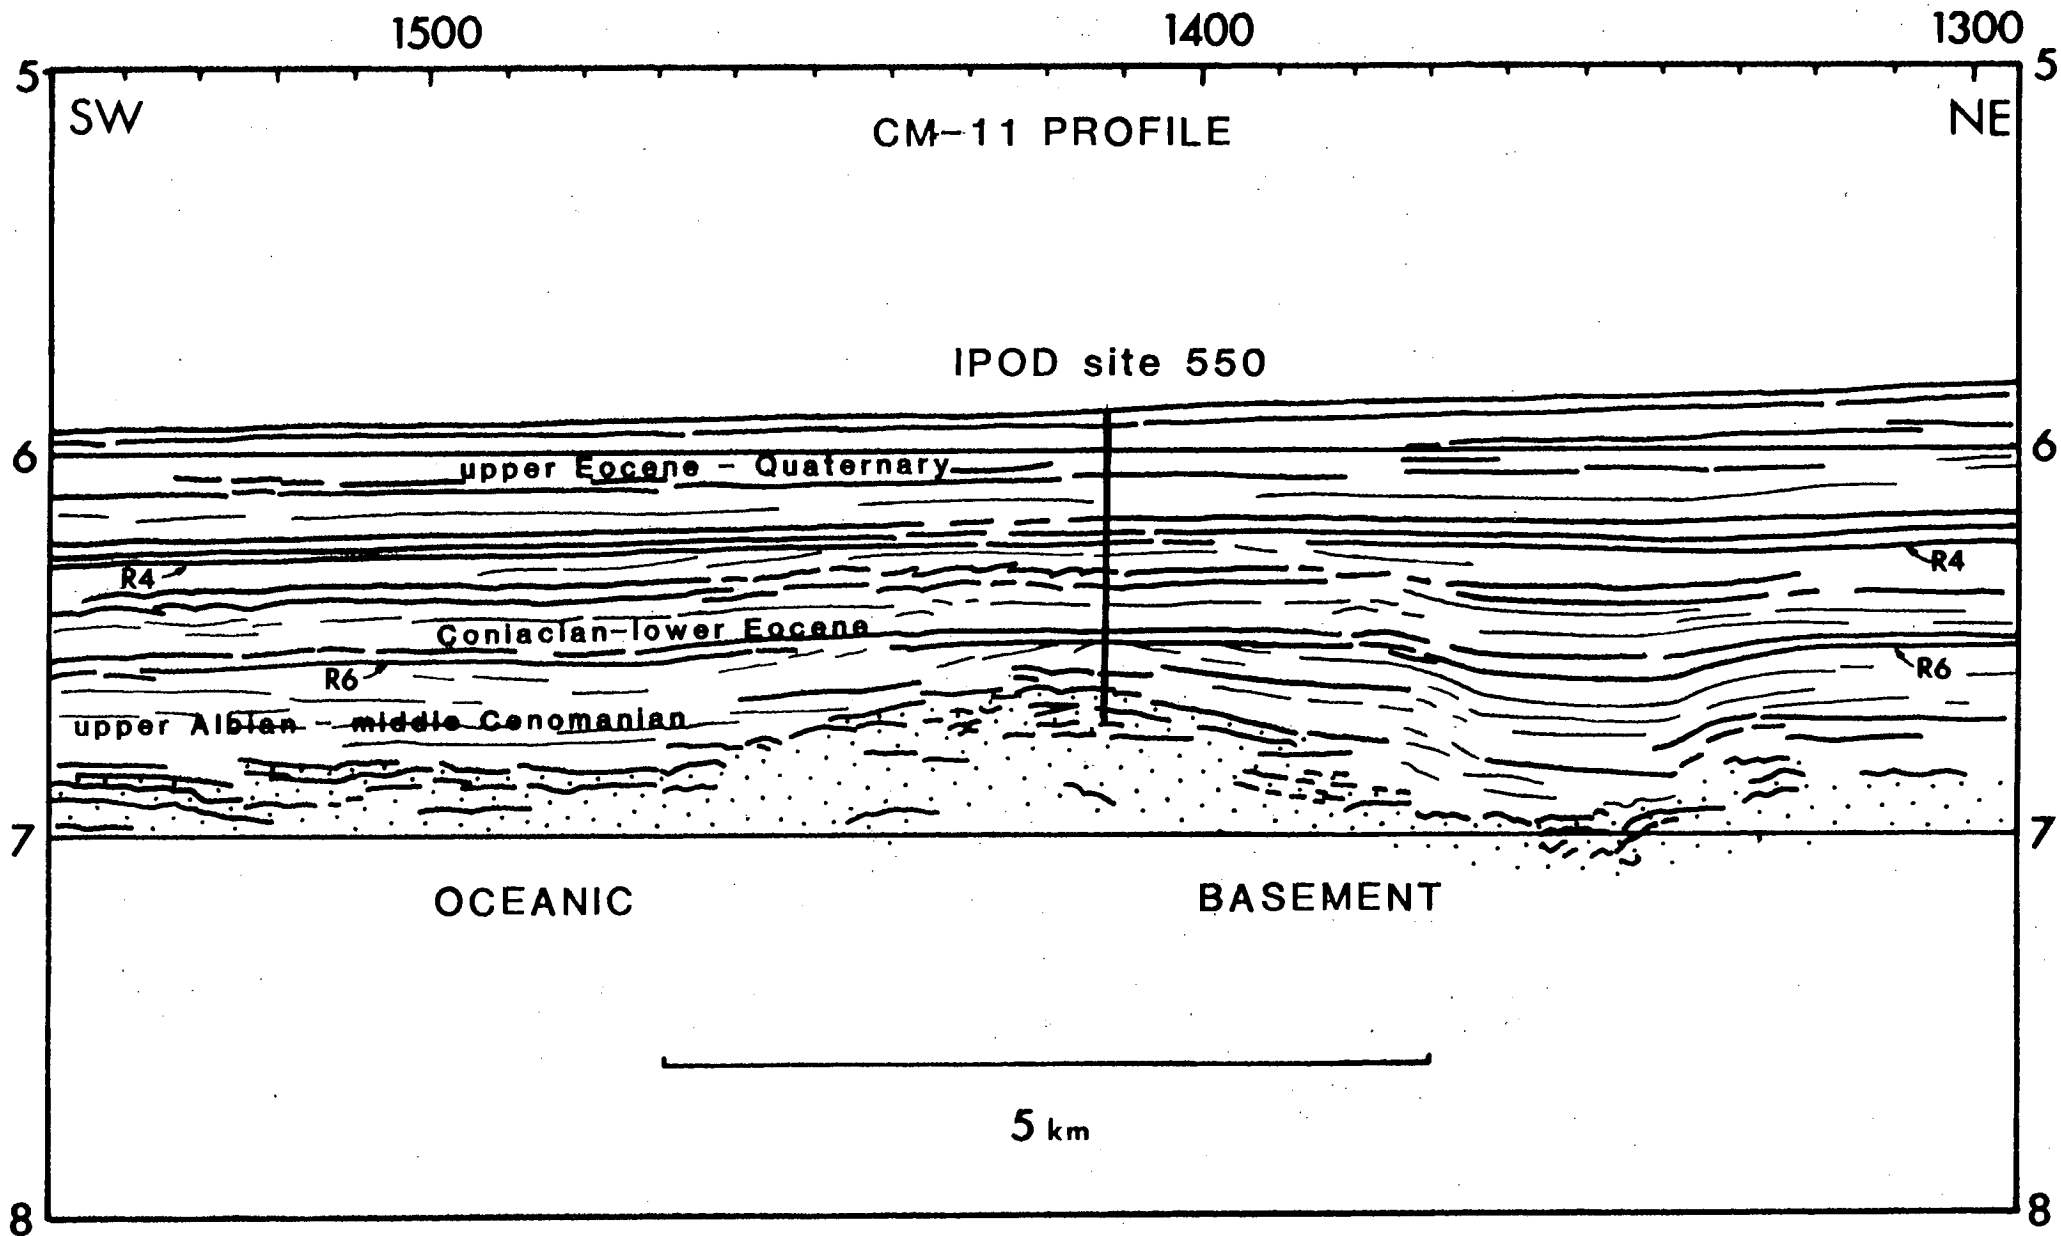 1500 1400 1300
5 5
SW NE
CM-11 PROFILE
IPOD site 550
6 6
upper Eocene - Quaternary
R4 R4
Coniacian-lower Eocene
R6 R6
upper Albian - middle Cenomanian
7 7
OCEANIC BASEMENT
5 km
8 8